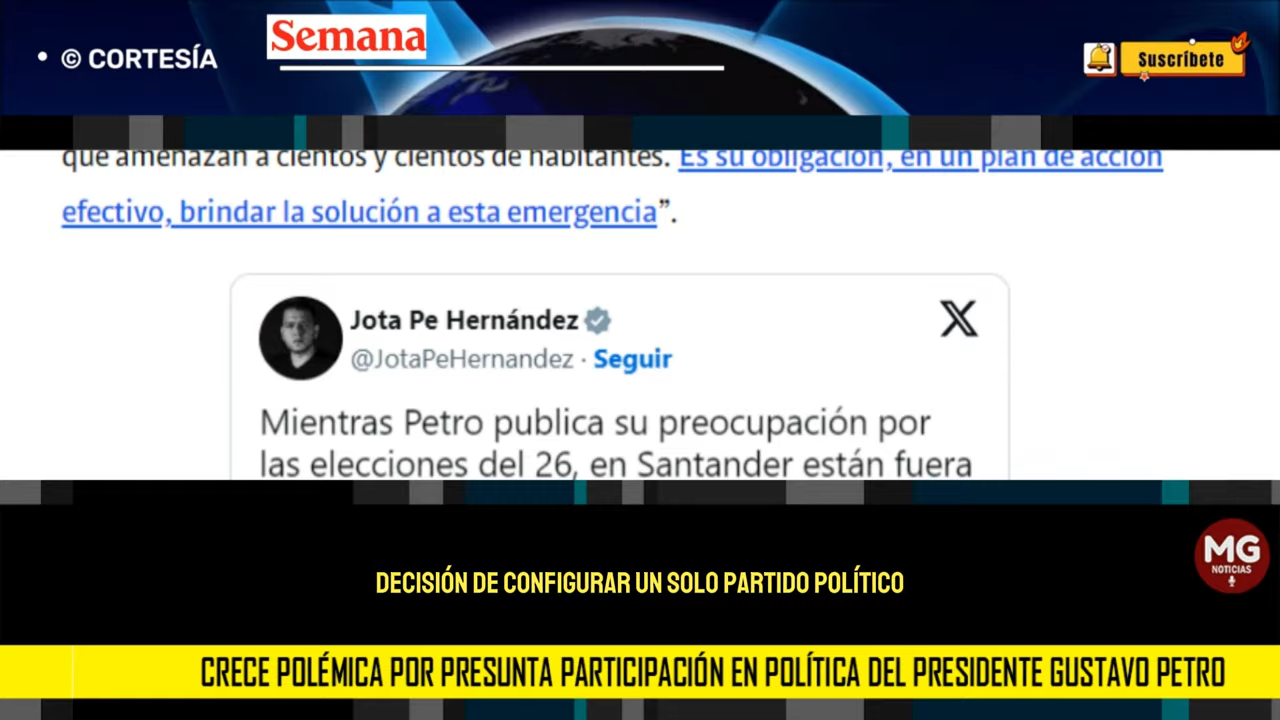 © CORTESÍA
Semana
Suscríbete
que amenazan a cientos y cientos de habitantes. Es su obligación, en un plan de acción
efectivo, brindar la solución a esta emergencia”.
Jota Pe Hernández
@JotaPeHernandez · Seguir
Mientras Petro publica su preocupación por
las elecciones del 26, en Santander están fuera
MG
NOTICIAS
DECISIÓN DE CONFIGURAR UN SOLO PARTIDO POLÍTICO
CRECE POLÉMICA POR PRESUNTA PARTICIPACIÓN EN POLÍTICA DEL PRESIDENTE GUSTAVO PETRO